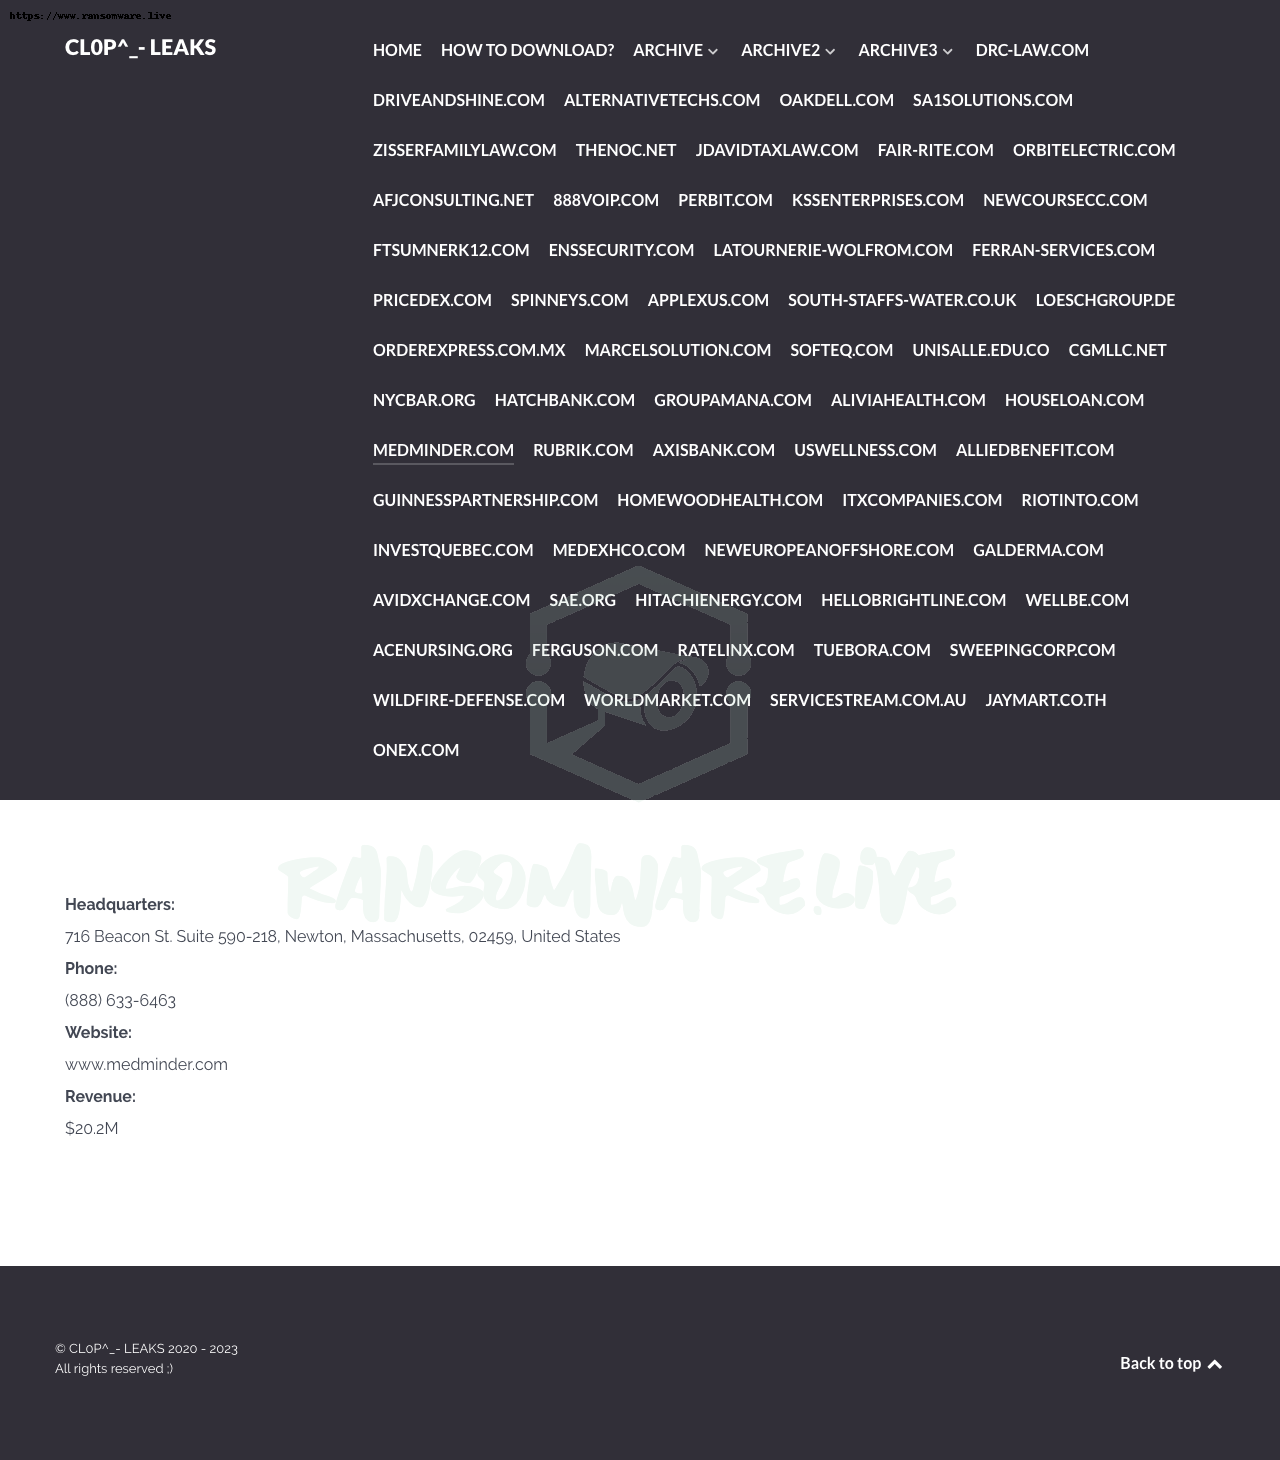 https://www.ransomware.live
CL0P^_- LEAKS
HOME HOW TO DOWNLOAD? ARCHIVE ARCHIVE2 ARCHIVE3 DRC-LAW.COM
DRIVEANDSHINE.COM ALTERNATIVETECHS.COM OAKDELL.COM SA1SOLUTIONS.COM
ZISSERFAMILYLAW.COM THENOC.NET JDAVIDTAXLAW.COM FAIR-RITE.COM ORBITELECTRIC.COM
AFJCONSULTING.NET 888VOIP.COM PERBIT.COM KSSENTERPRISES.COM NEWCOURSECC.COM
FTSUMNERK12.COM ENSSECURITY.COM LATOURNERIE-WOLFROM.COM FERRAN-SERVICES.COM
PRICEDEX.COM SPINNEYS.COM APPLEXUS.COM SOUTH-STAFFS-WATER.CO.UK LOESCHGROUP.DE
ORDEREXPRESS.COM.MX MARCELSOLUTION.COM SOFTEQ.COM UNISALLE.EDU.CO CGMLLC.NET
NYCBAR.ORG HATCHBANK.COM GROUPAMANA.COM ALIVIAHEALTH.COM HOUSELOAN.COM
MEDMINDER.COM RUBRIK.COM AXISBANK.COM USWELLNESS.COM ALLIEDBENEFIT.COM
GUINNESSPARTNERSHIP.COM HOMEWOODHEALTH.COM ITXCOMPANIES.COM RIOTINTO.COM
INVESTQUEBEC.COM MEDEXHCO.COM NEWEUROPEANOFFSHORE.COM GALDERMA.COM
AVIDXCHANGE.COM SAE.ORG HITACHIENERGY.COM HELLOBRIGHTLINE.COM WELLBE.COM
ACENURSING.ORG FERGUSON.COM RATELINX.COM TUEBORA.COM SWEEPINGCORP.COM
WILDFIRE-DEFENSE.COM WORLDMARKET.COM SERVICESTREAM.COM.AU JAYMART.CO.TH
ONEX.COM
RANSOMWARE.LIVE
Headquarters:
716 Beacon St. Suite 590-218, Newton, Massachusetts, 02459, United States
Phone:
(888) 633-6463
Website:
www.medminder.com
Revenue:
$20.2M
© CL0P^_- LEAKS 2020 - 2023
All rights reserved ;)
Back to top